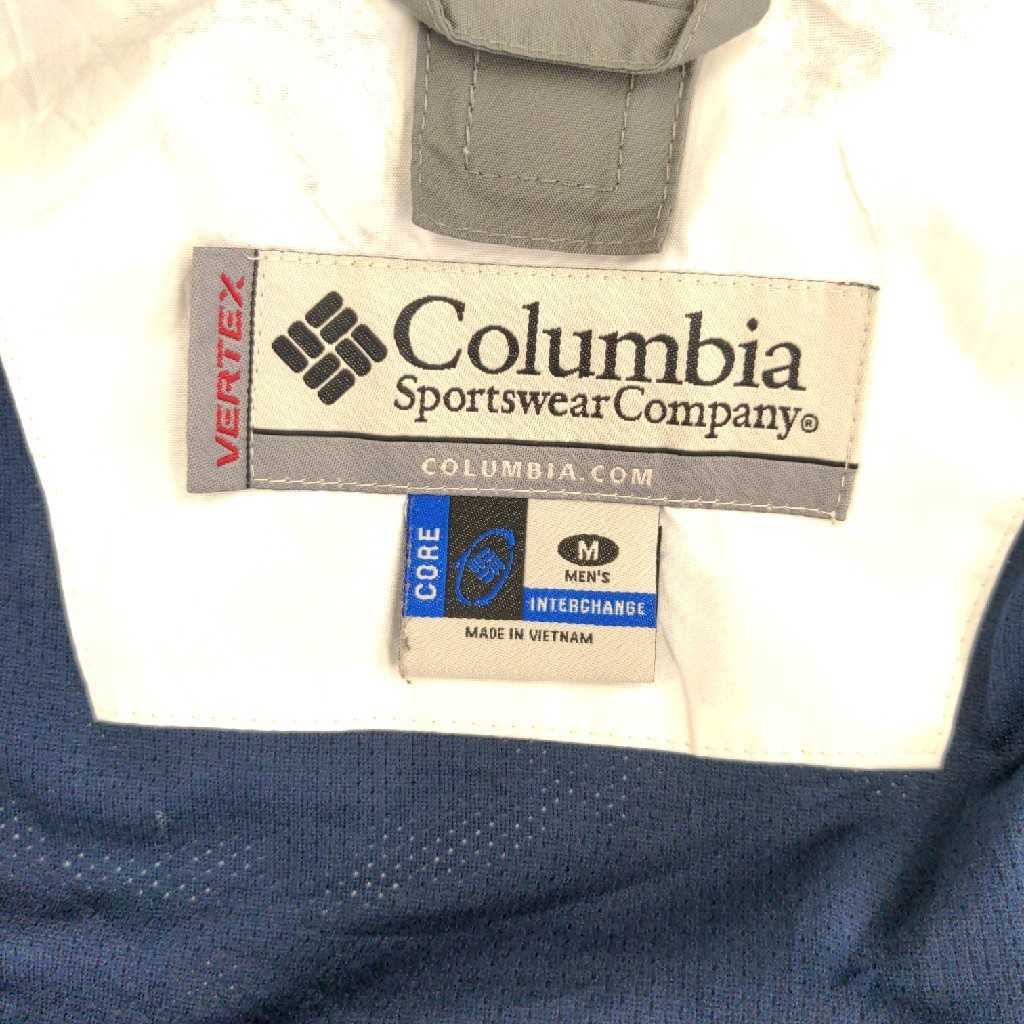 VERTEX
Columbia
Sportswear Company®
COLUMBIA.COM
CORE
M
MEN'S
INTERCHANGE
MADE IN VIETNAM